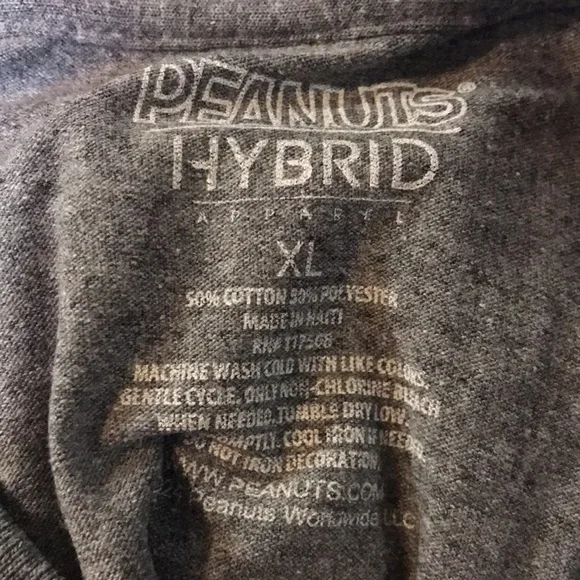 PEANUTS®
HYBRID
APPAREL
XL
50% COTTON 50% POLYESTER
MADE IN HAITI
RN# 117508
MACHINE WASH COLD WITH LIKE COLORS.
GENTLE CYCLE. ONLY NON-CHLORINE BLEACH
WHEN NEEDED. TUMBLE DRY LOW.
PROMPTLY. COOL IRON IF NEEDED.
DO NOT IRON DECORATION.
WWW.PEANUTS.COM
Peanuts Worldwide LLC